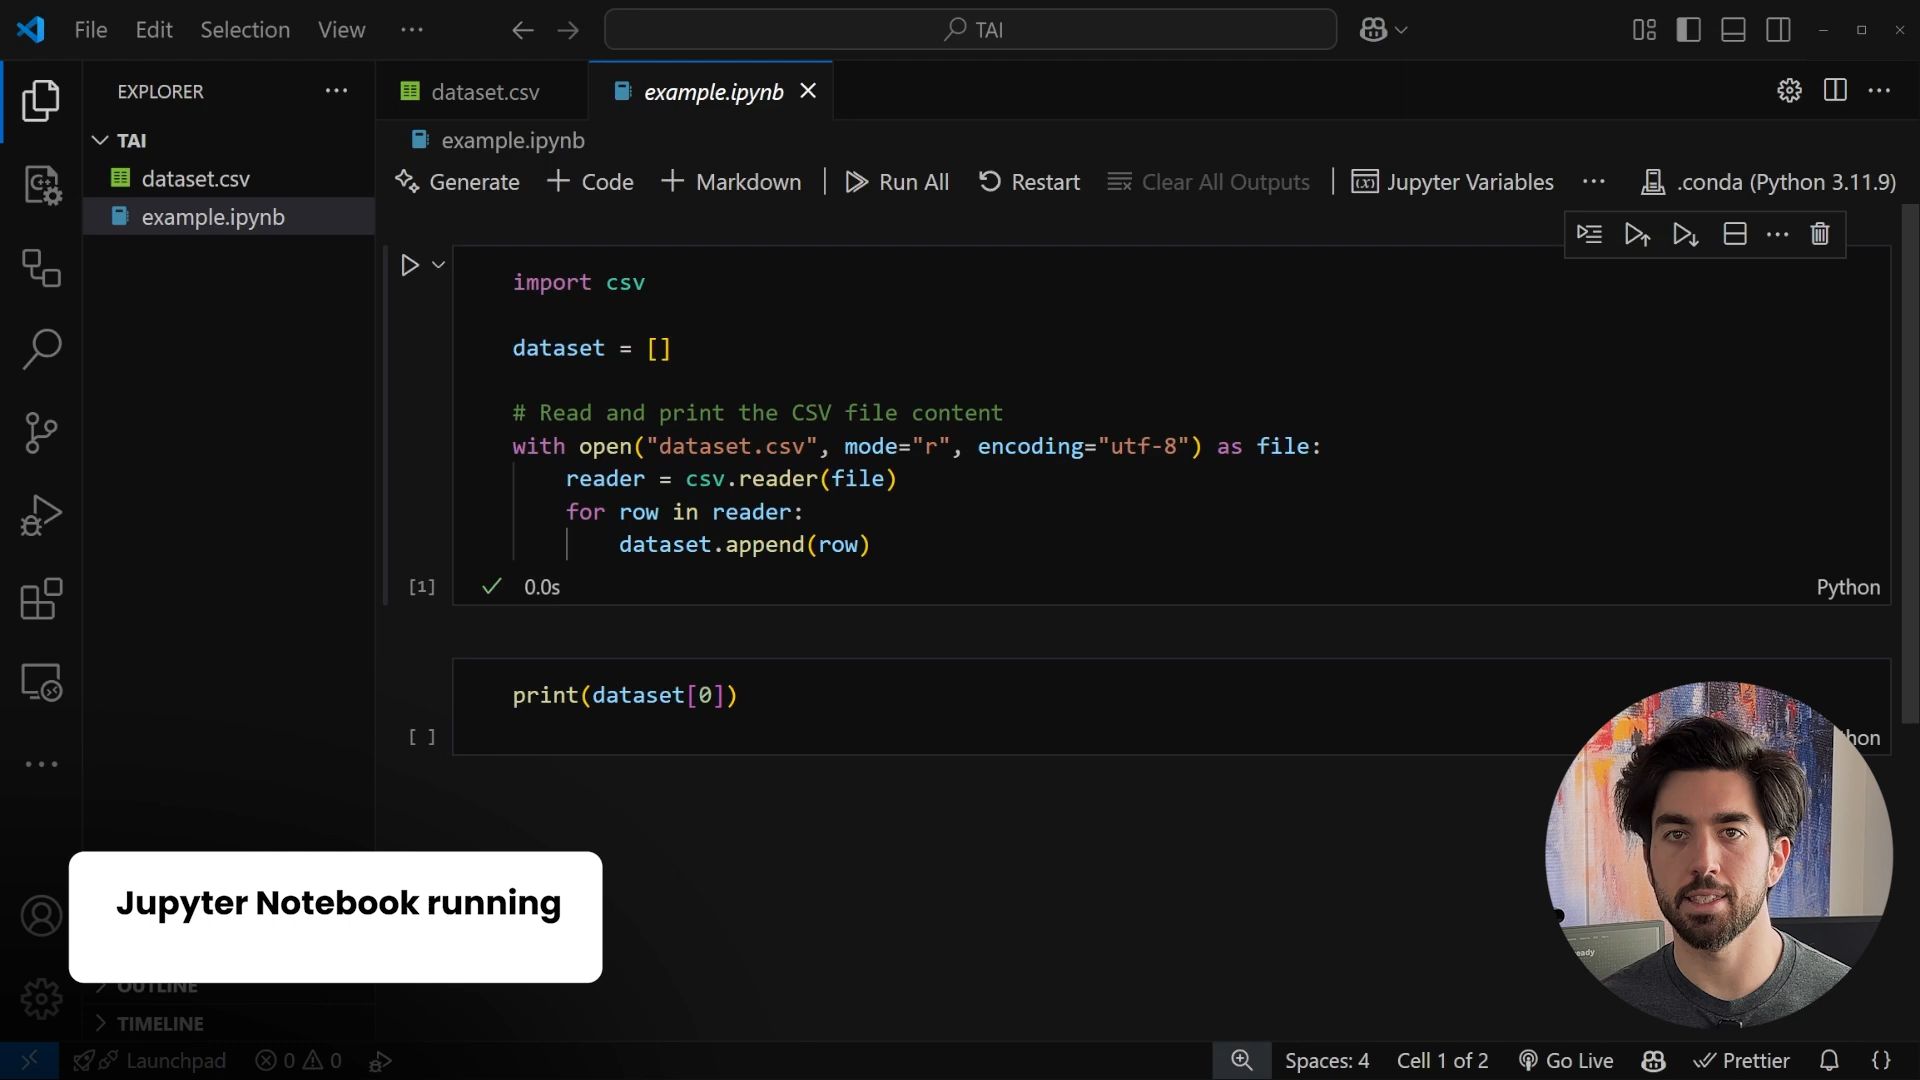 File Edit Selection View
TAI
EXPLORER
TAI
dataset.csv
example.ipynb
dataset.csv
example.ipynb
example.ipynb
Generate
Code
Markdown
Run All
Restart
Clear All Outputs
Jupyter Variables
.conda (Python 3.11.9)
import csv
dataset = []
# Read and print the CSV file content
with open("dataset.csv", mode="r", encoding="utf-8") as file:
reader = csv.reader(file)
for row in reader:
dataset.append(row)
[1]
0.0s
Python
print(dataset[0])
[ ]
hon
eady
Jupyter Notebook running
OUTLINE
TIMELINE
Launchpad
0
0
Spaces: 4
Cell 1 of 2
Go Live
Prettier
{}